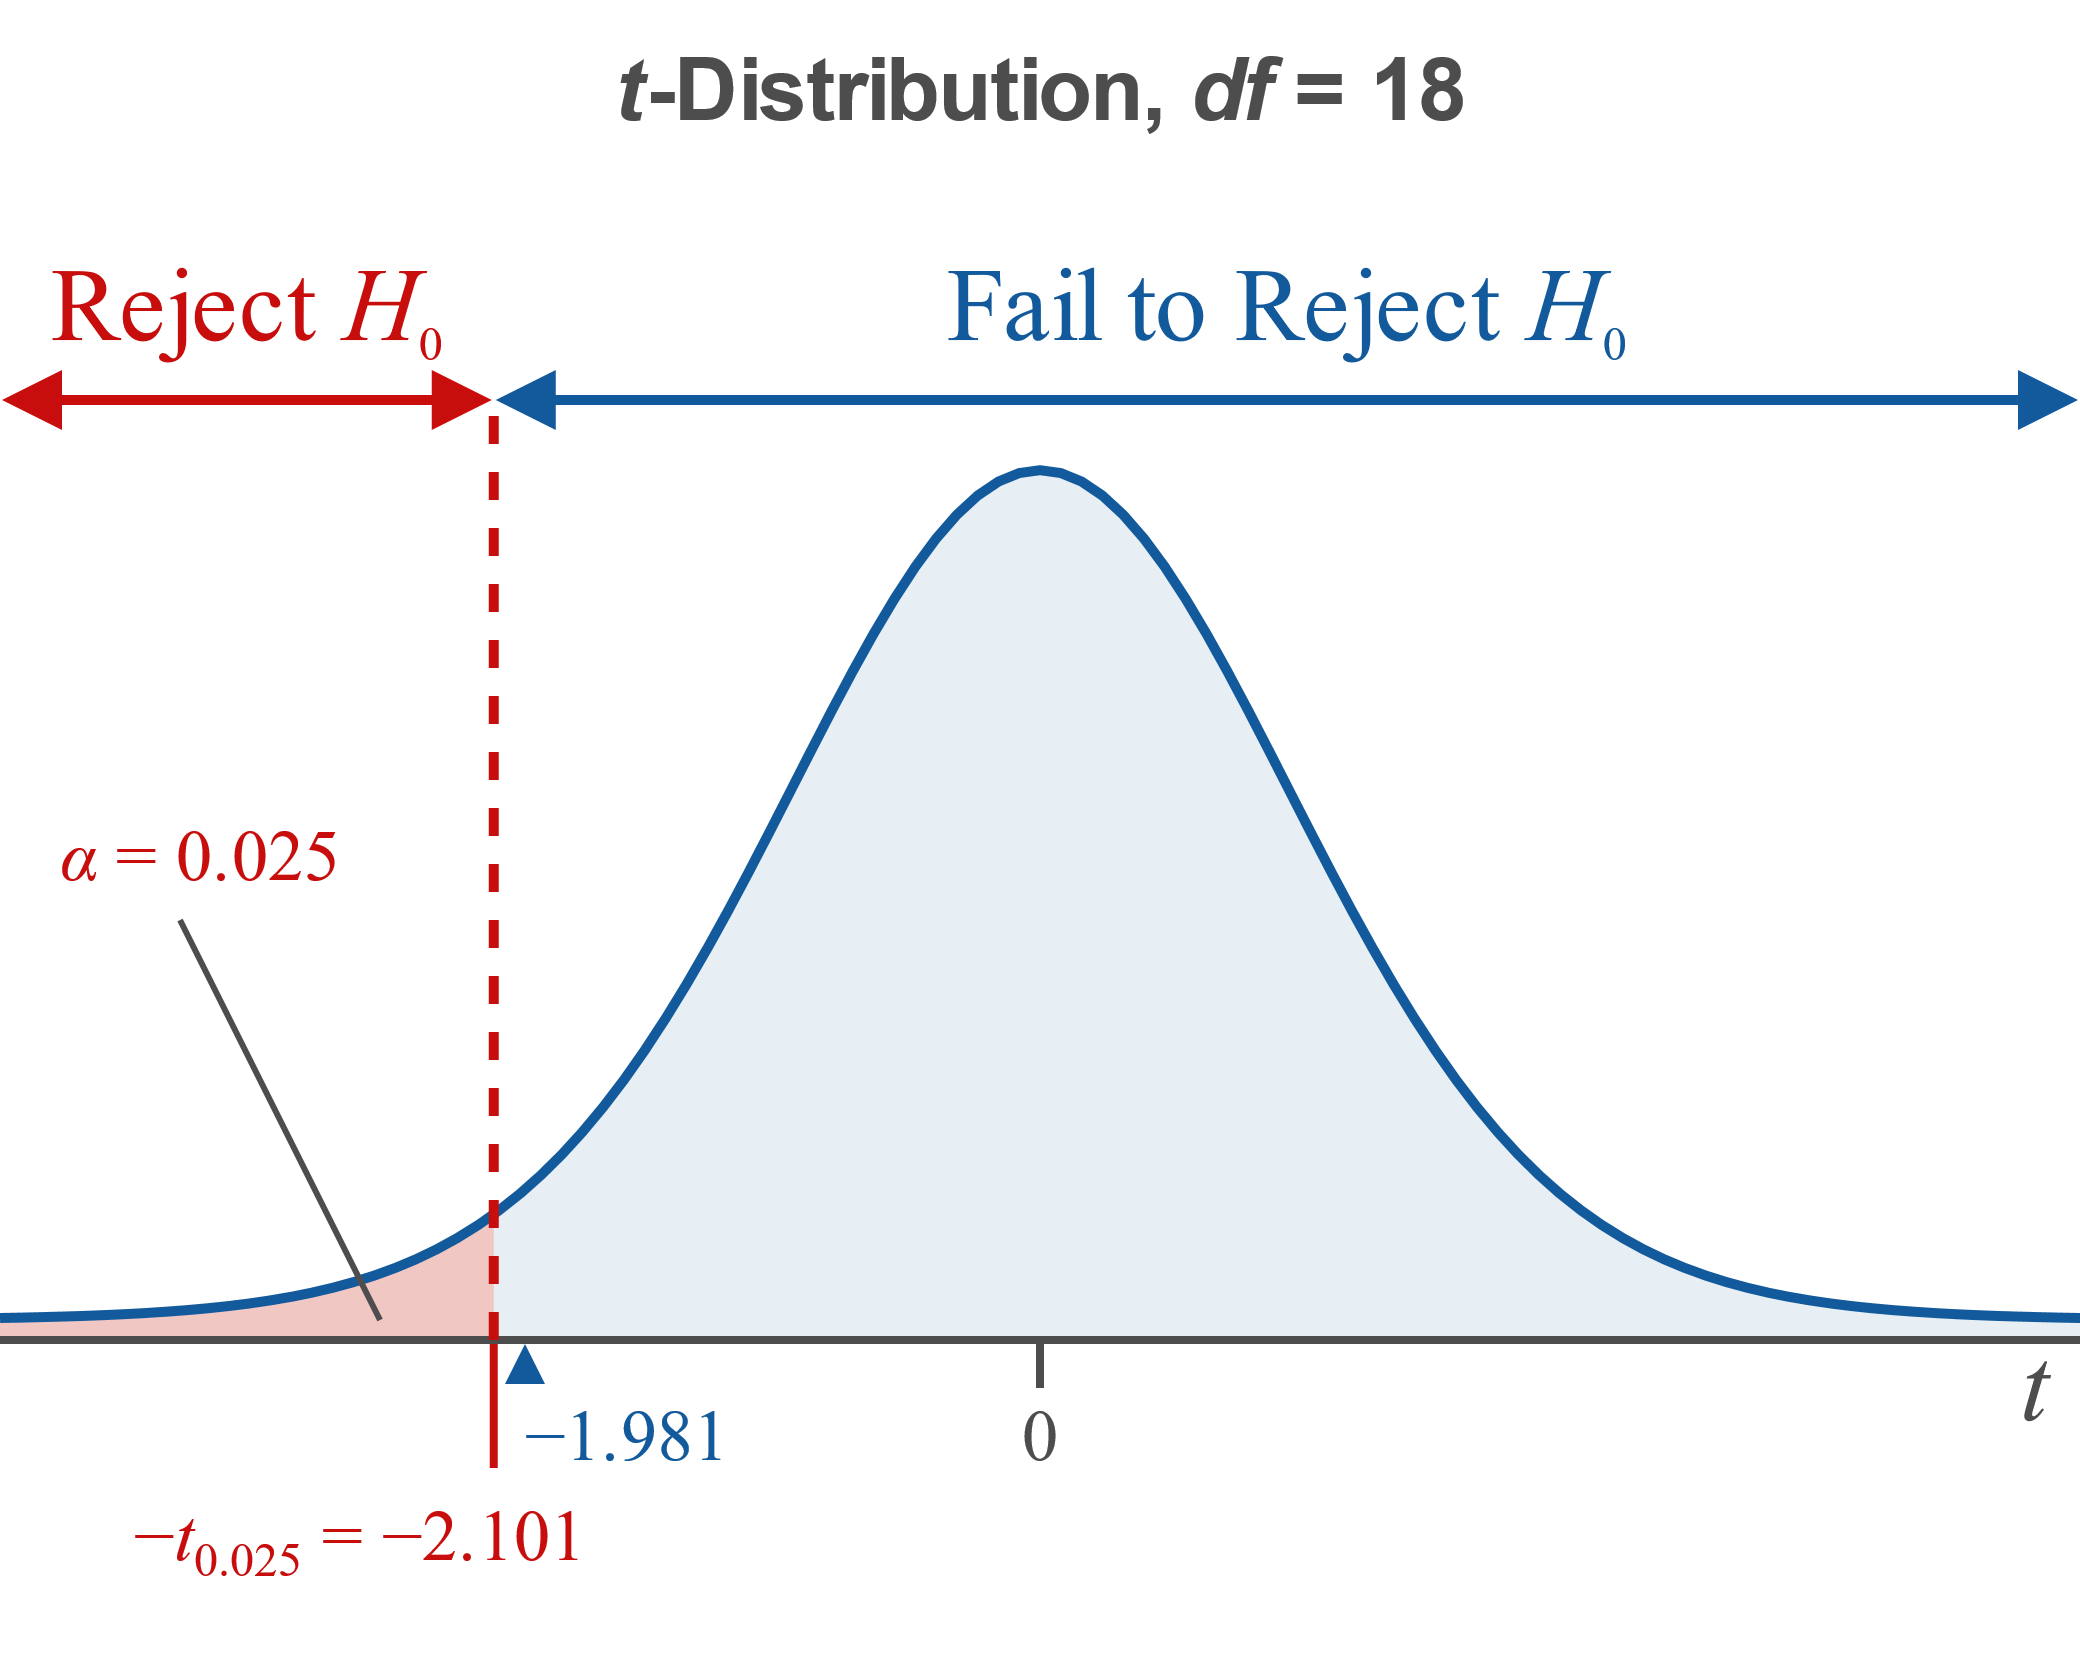 t-Distribution, df = 18
Reject H₀
Fail to Reject H₀
α = 0.025
−1.981
0
t
−t₀.₀₂₅ = −2.101